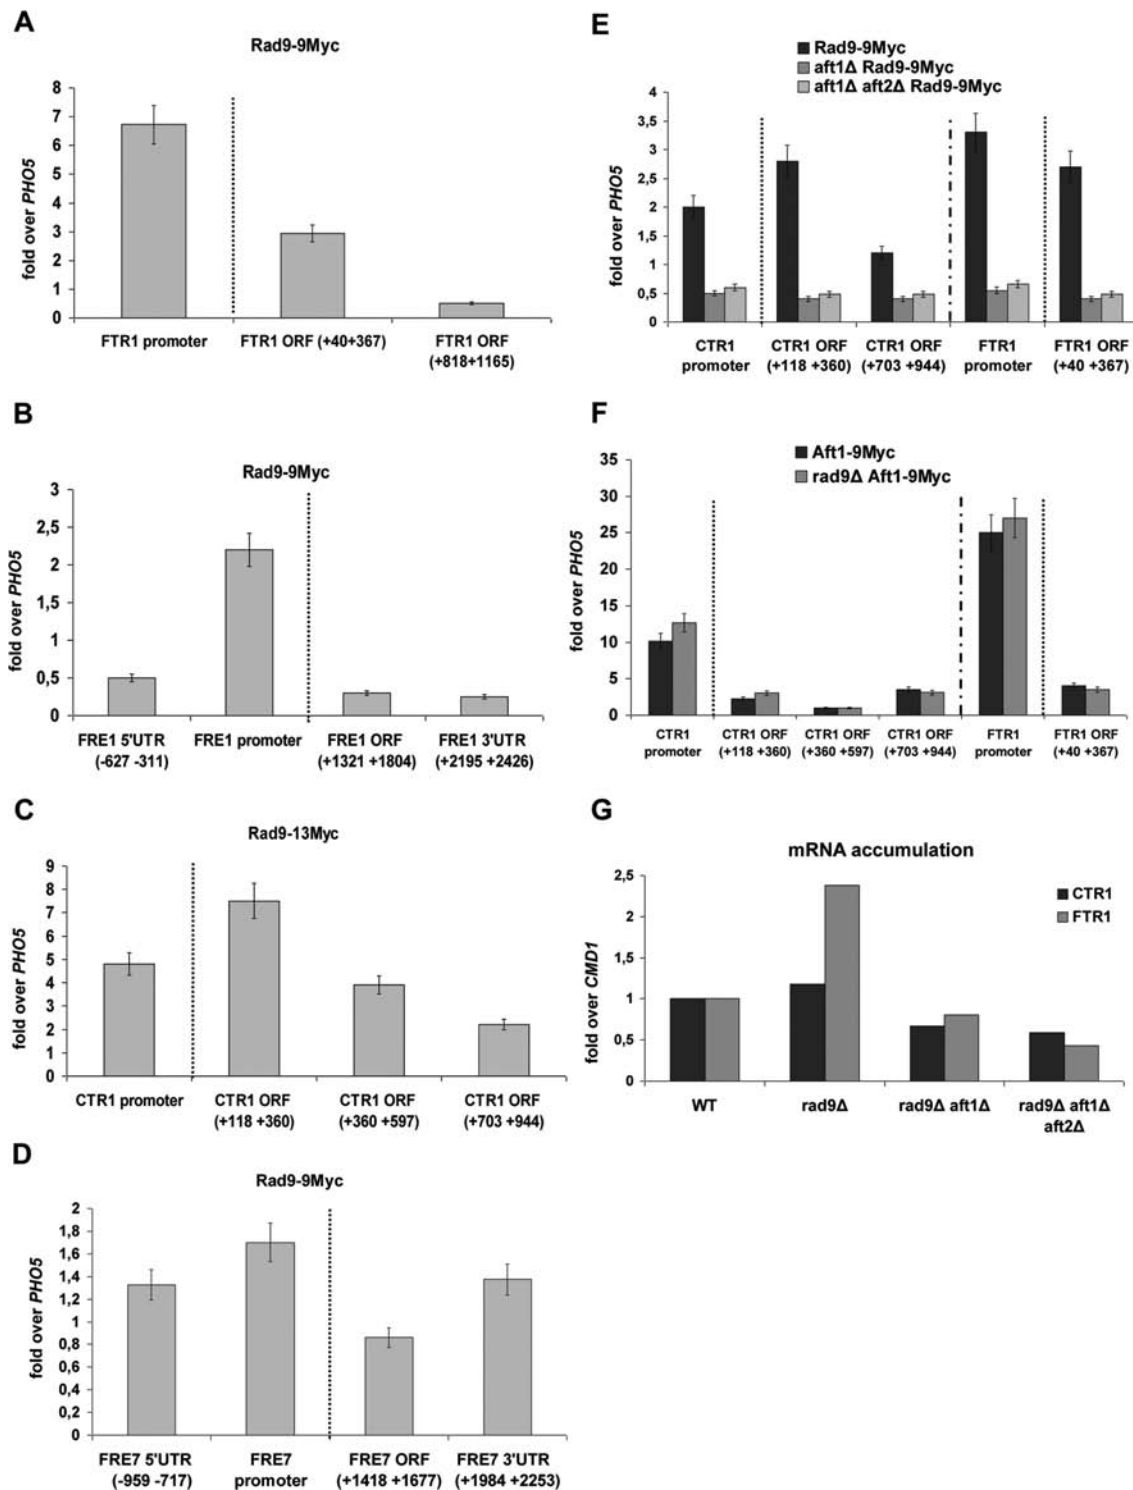 A
Rad9-9Myc
fold over PHO5
8
7
6
5
4
3
2
1
0
FTR1 promoter
FTR1 ORF (+40+367)
FTR1 ORF
(+818+1165)
B
Rad9-9Myc
fold over PHO5
3
2,5
2
1,5
1
0,5
0
FRE1 5'UTR
(-627 -311)
FRE1 promoter
FRE1 ORF
(+1321 +1804)
FRE1 3'UTR
(+2195 +2426)
C
Rad9-13Myc
fold over PHO5
9
8
7
6
5
4
3
2
1
0
CTR1 promoter
CTR1 ORF
(+118 +360)
CTR1 ORF
(+360 +597)
CTR1 ORF
(+703 +944)
D
Rad9-9Myc
fold over PHO5
2
1,8
1,6
1,4
1,2
1
0,8
0,6
0,4
0,2
0
FRE7 5'UTR
(-959 -717)
FRE7
promoter
FRE7 ORF
(+1418 +1677)
FRE7 3'UTR
(+1984 +2253)
E
Rad9-9Myc
aft1Δ Rad9-9Myc
aft1Δ aft2Δ Rad9-9Myc
fold over PHO5
3,5
3
2,5
2
1,5
1
0,5
0
CTR1
promoter
CTR1 ORF
(+118 +360)
CTR1 ORF
(+703 +944)
FTR1
promoter
FTR1 ORF
(+40 +367)
F
Aft1-9Myc
rad9Δ Aft1-9Myc
fold over PHO5
35
30
25
20
15
10
5
0
CTR1
promoter
CTR1 ORF
(+118 +360)
CTR1 ORF
(+360 +597)
CTR1 ORF
(+703 +944)
FTR1
promoter
FTR1 ORF
(+40 +367)
G
mRNA accumulation
CTR1
FTR1
fold over CMD1
2,5
2
1,5
1
0,5
0
WT
rad9Δ
rad9Δ aft1Δ
rad9Δ aft1Δ
aft2Δ